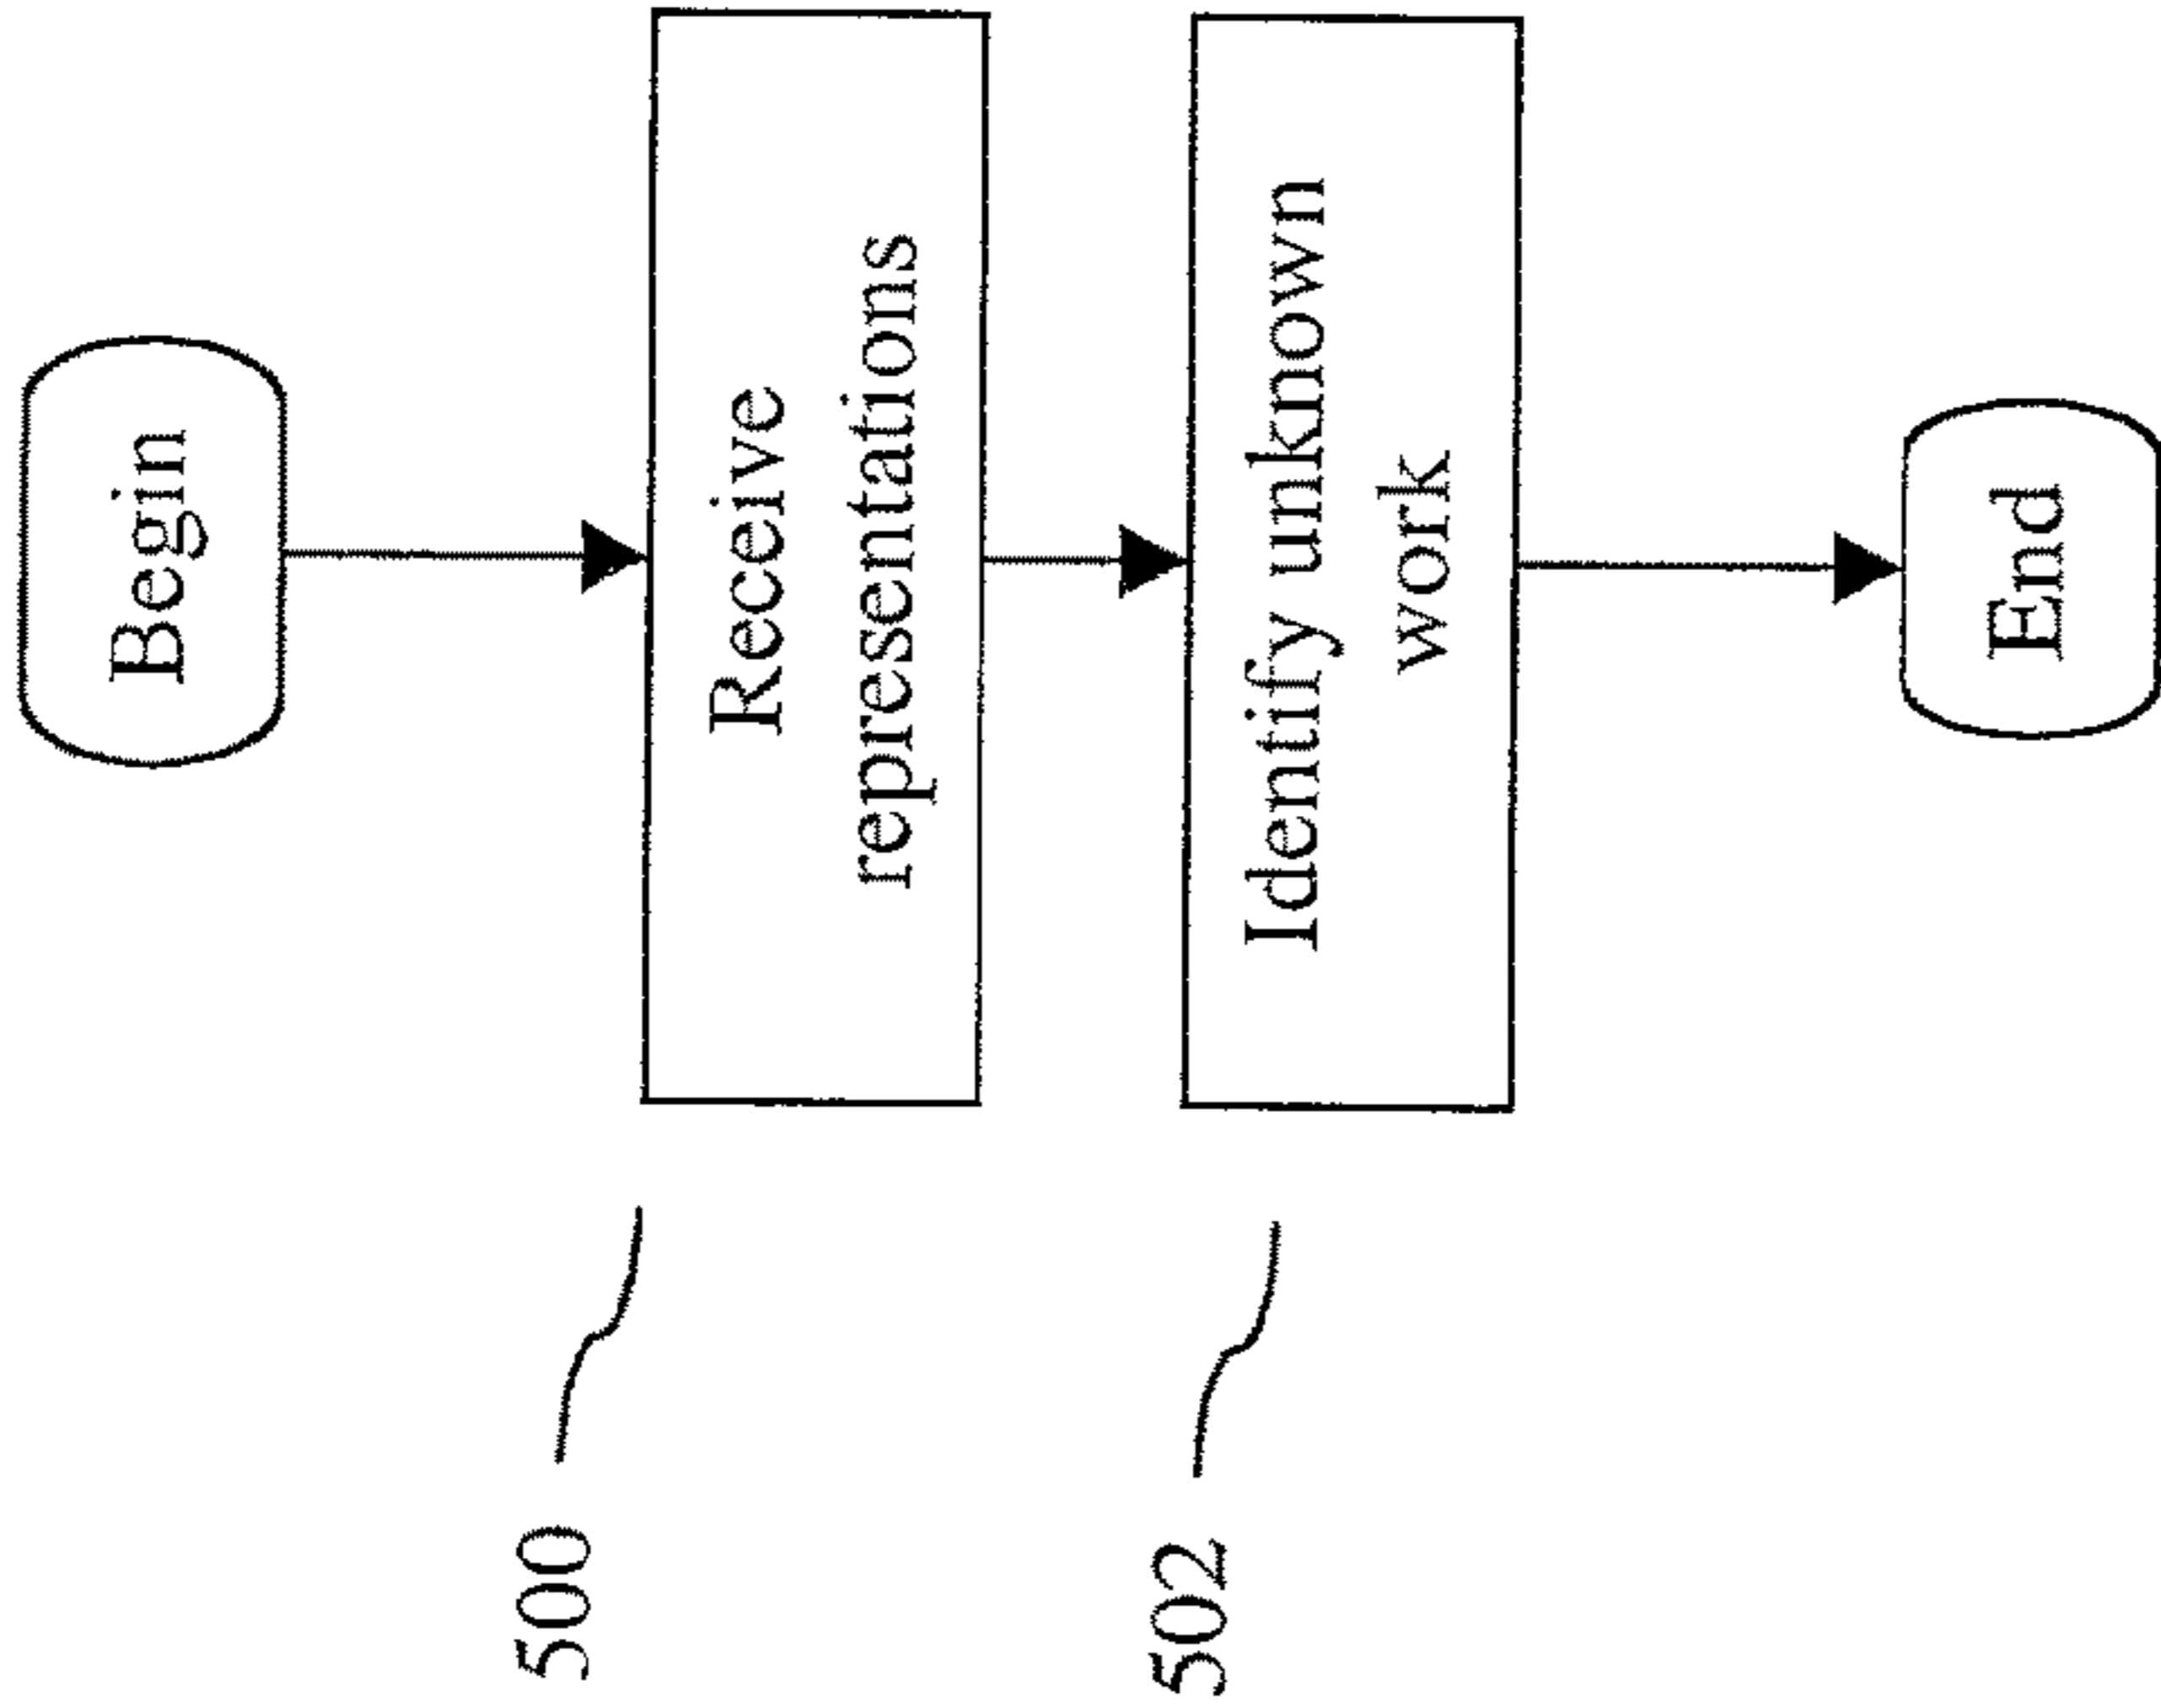 Begin
500
Receive
representations
502
Identify unknown
work
End